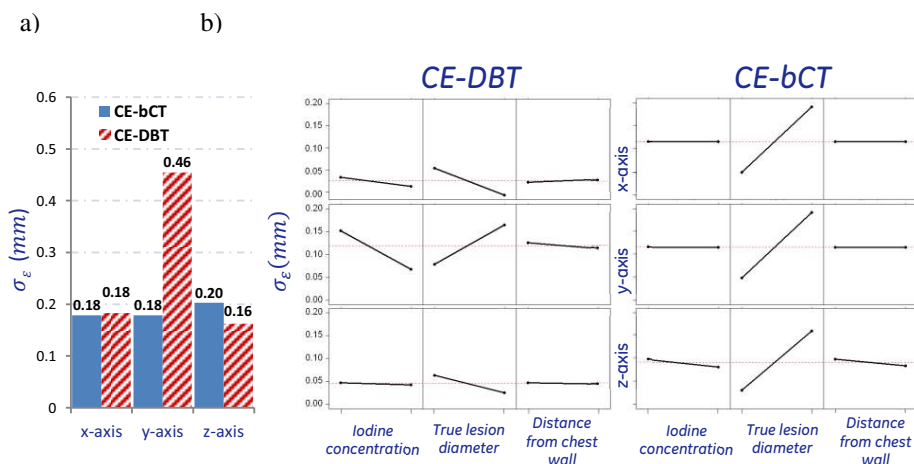 a)
b)
CE-DBT
CE-bCT
0.6
0.5
0.4
0.3
0.2
0.1
0
σε (mm)
CE-bCT
CE-DBT
0.18
0.18
0.18
0.46
0.20
0.16
x-axis
y-axis
z-axis
σε(mm)
0.20
0.15
0.10
0.05
0.00
0.20
0.15
0.10
0.05
0.00
0.20
0.15
0.10
0.05
0.00
x-axis
y-axis
z-axis
Iodine
concentration
True lesion
diameter
Distance
from chest
wall
Iodine
concentration
True lesion
diameter
Distance
from chest
wall